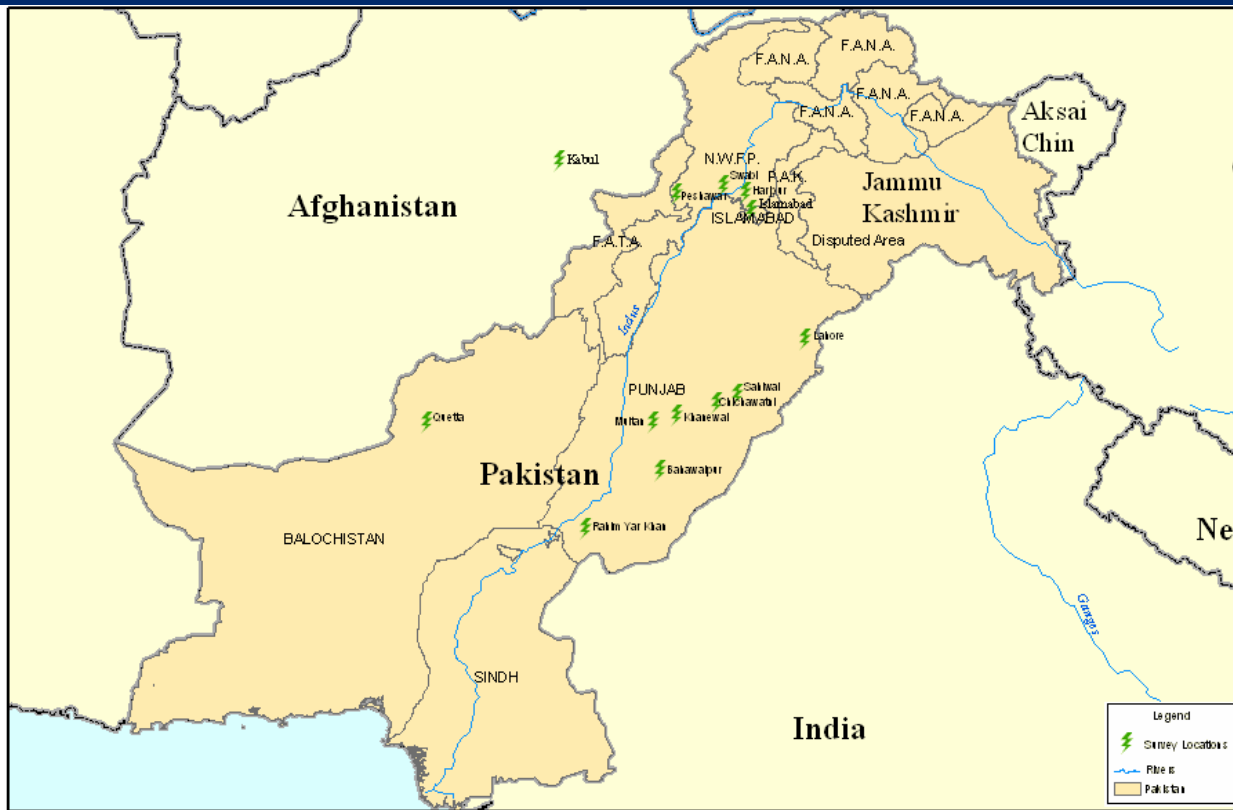 F.A.N.A.
F.A.N.A.
F.A.N.A.
F.A.N.A.
F.A.N.A.
Aksai
Chin
Kabul
N.W.F.P.
Swabi
P.A.K.
Jammu
Kashmir
Peshawar
Haripur
Islamabad
ISLAMABAD
Afghanistan
F.A.T.A.
Disputed Area
Indus
Lahore
PUNJAB
Sahiwal
Chichawatni
Quetta
Multan
Khanewal
Pakistan
Bahawalpur
Rahim Yar Khan
BALOCHISTAN
Ne
Ganges
SINDH
India
Legend
Survey Locations
Rivers
Pakistan